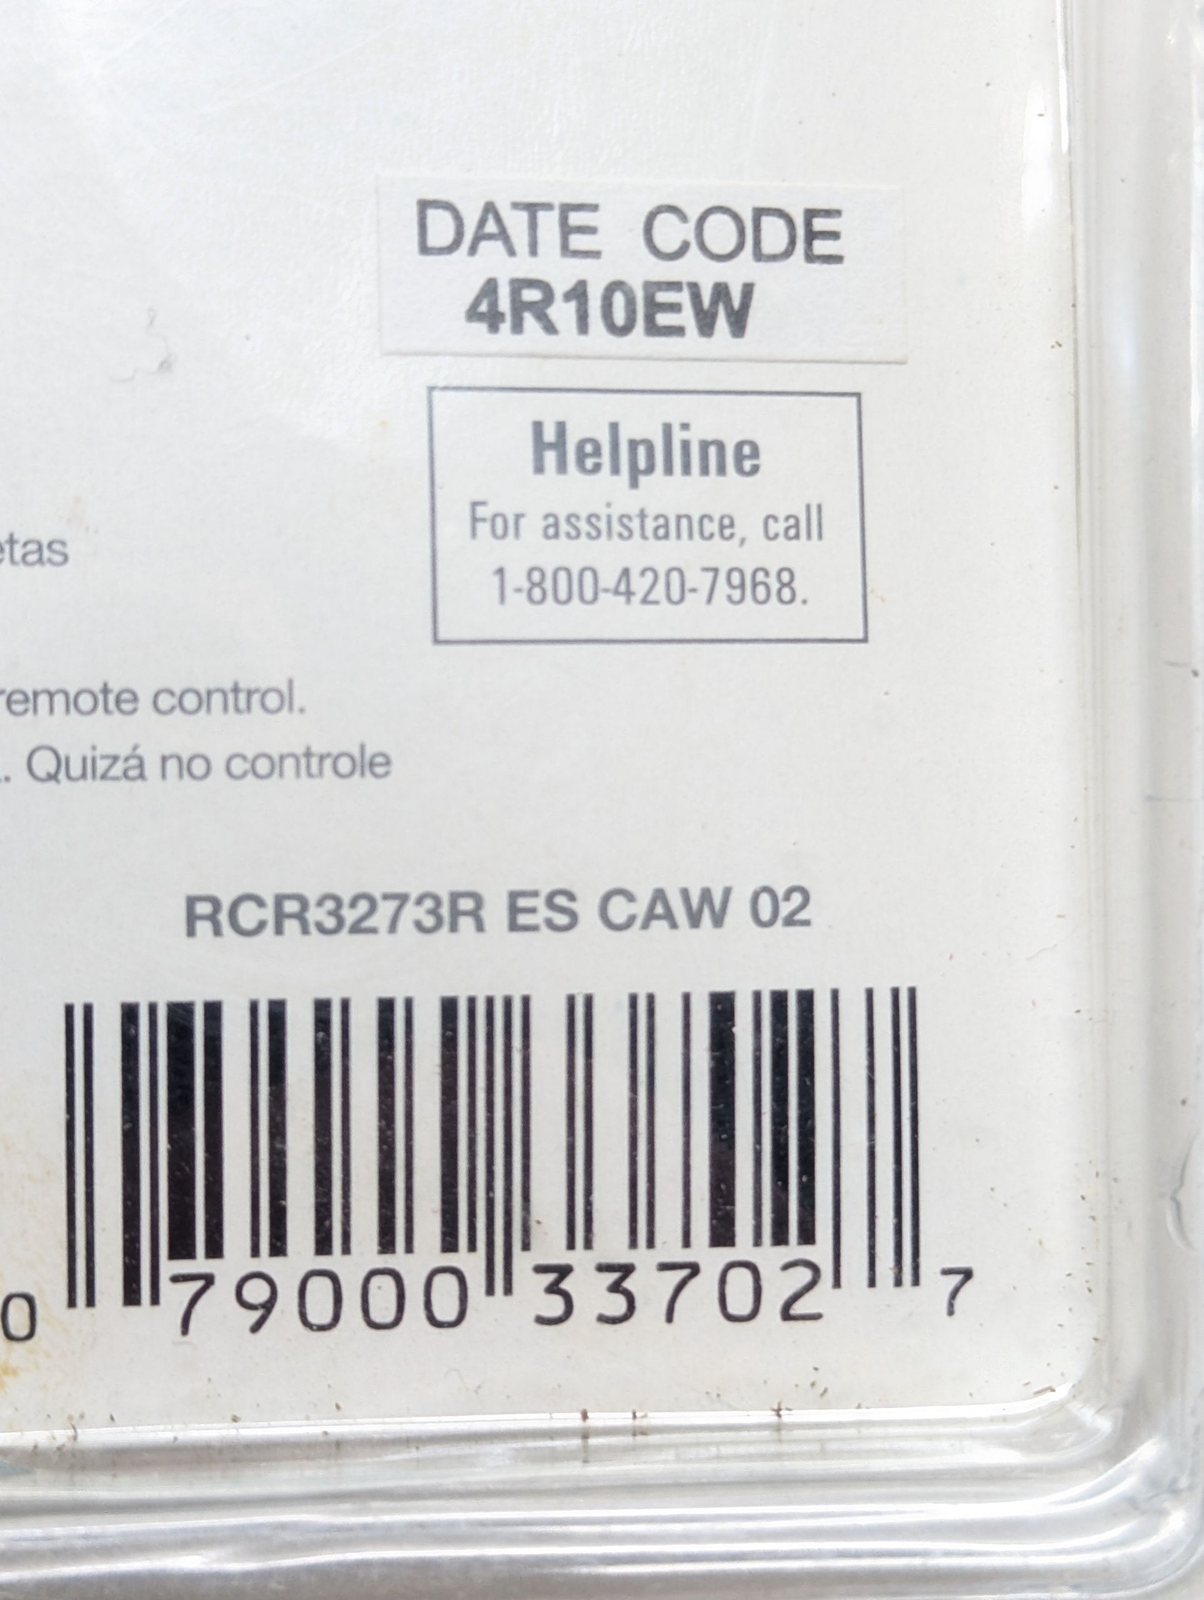 DATE CODE
4R10EW
Helpline
For assistance, call
1-800-420-7968.
etas
remote control.
. Quizá no controle
RCR3273R ES CAW 02
0 79000 33702 7